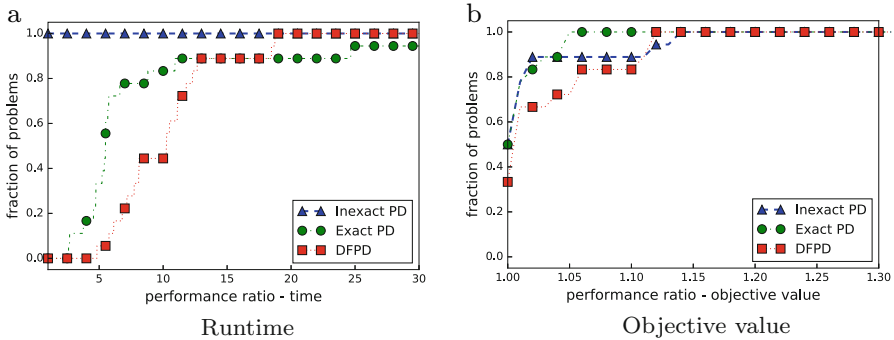 a
fraction of problems
1.0
0.8
0.6
0.4
0.2
0.0
5 10 15 20 25 30
performance ratio - time
Inexact PD
Exact PD
DFPD
Runtime
b
fraction of problems
1.0
0.8
0.6
0.4
0.2
0.0
1.00 1.05 1.10 1.15 1.20 1.25 1.30
performance ratio - objective value
Inexact PD
Exact PD
DFPD
Objective value